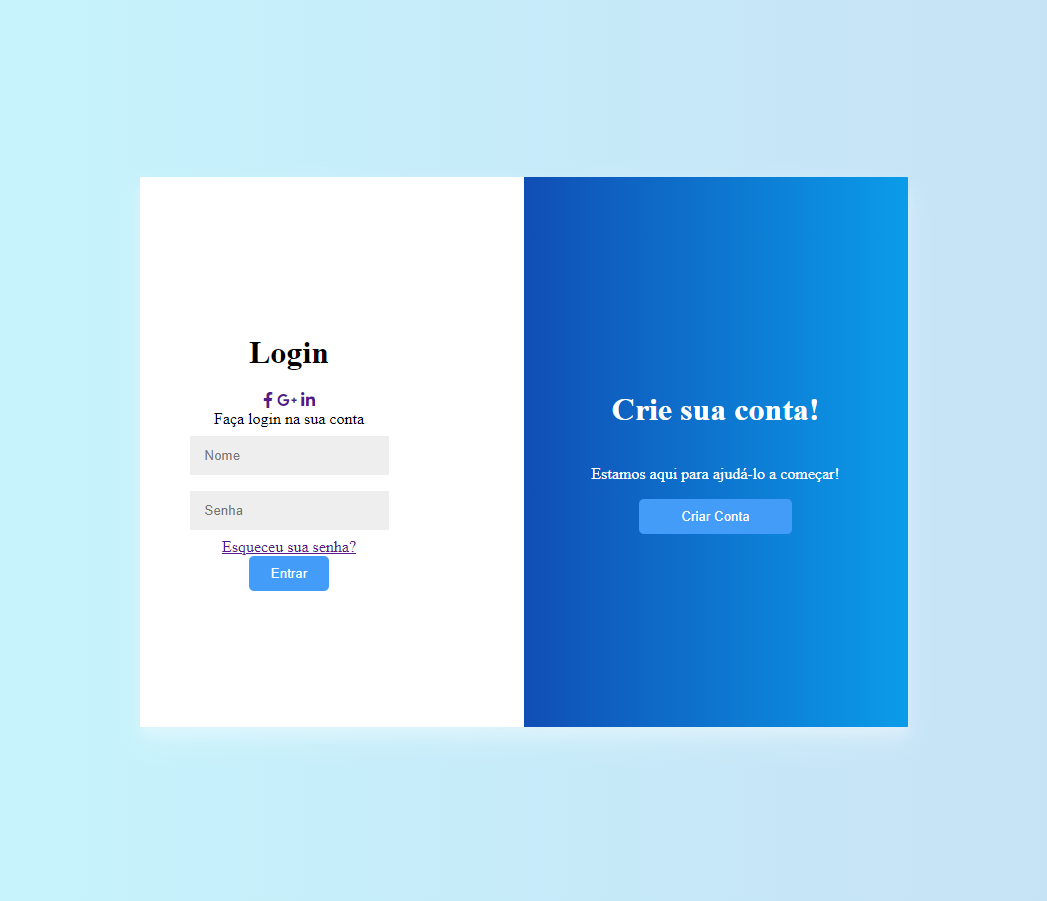 Login
f G+ in
Faça login na sua conta
Nome
Senha
Esqueceu sua senha?
Entrar
Crie sua conta!
Estamos aqui para ajudá-lo a começar!
Criar Conta